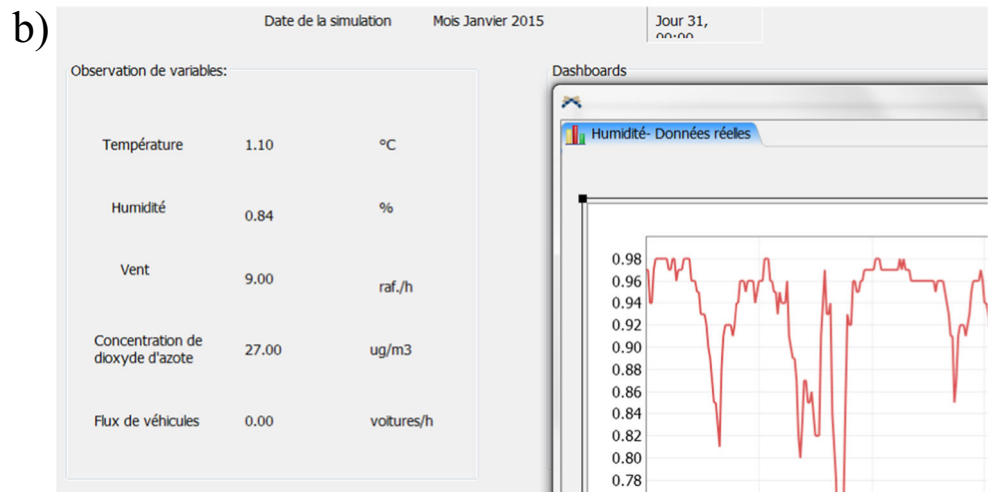 b)
Date de la simulation Mois Janvier 2015 Jour 31,
00:00
Observation de variables:
Dashboards
Humidité- Données réelles
Température 1.10 °C
Humidité 0.84 %
Vent 9.00 raf./h
Concentration de
dioxyde d'azote 27.00 ug/m3
Flux de véhicules 0.00 voitures/h
0.98
0.96
0.94
0.92
0.90
0.88
0.86
0.84
0.82
0.80
0.78